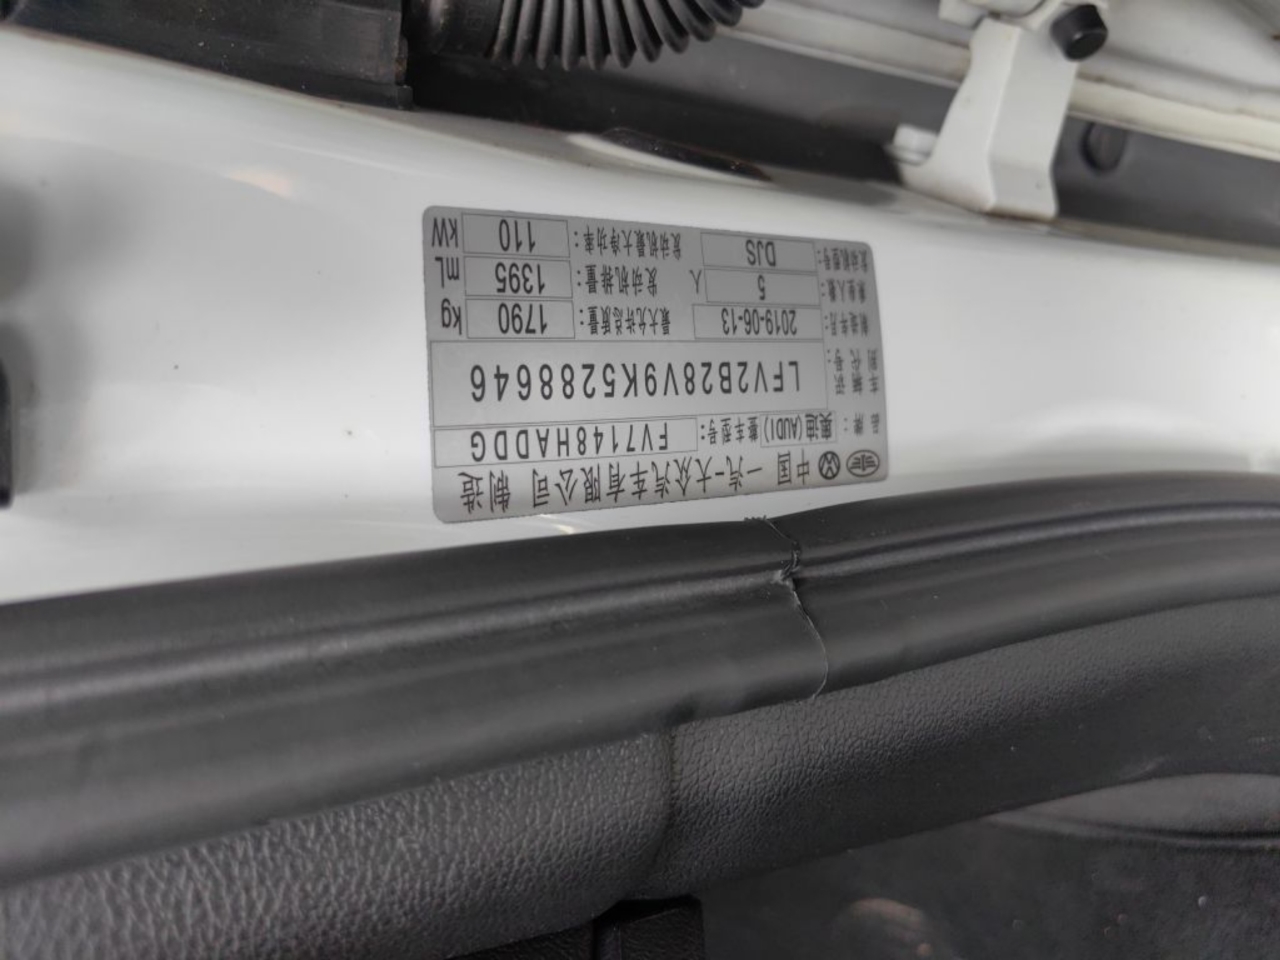 中国 一汽-大众汽车有限公司 制造
品牌：奥迪(AUDI) 整车型号：FV7148HADDG
车辆识别代号：LFV2B28V9K5288646
制造年月：2019-06-13 最大允许总质量：1790 kg
乘坐人数：5 人 发动机排量：1395 mL
发动机型号：DJS 发动机最大净功率：110 kW